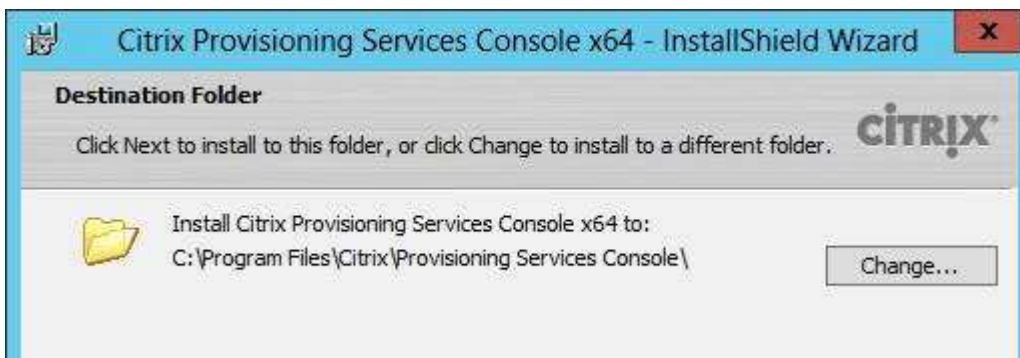 Citrix Provisioning Services Console x64 - InstallShield Wizard
x
Destination Folder
Click Next to install to this folder, or click Change to install to a different folder.
CITRIX
Install Citrix Provisioning Services Console x64 to:
C:\Program Files\Citrix\Provisioning Services Console\
Change...